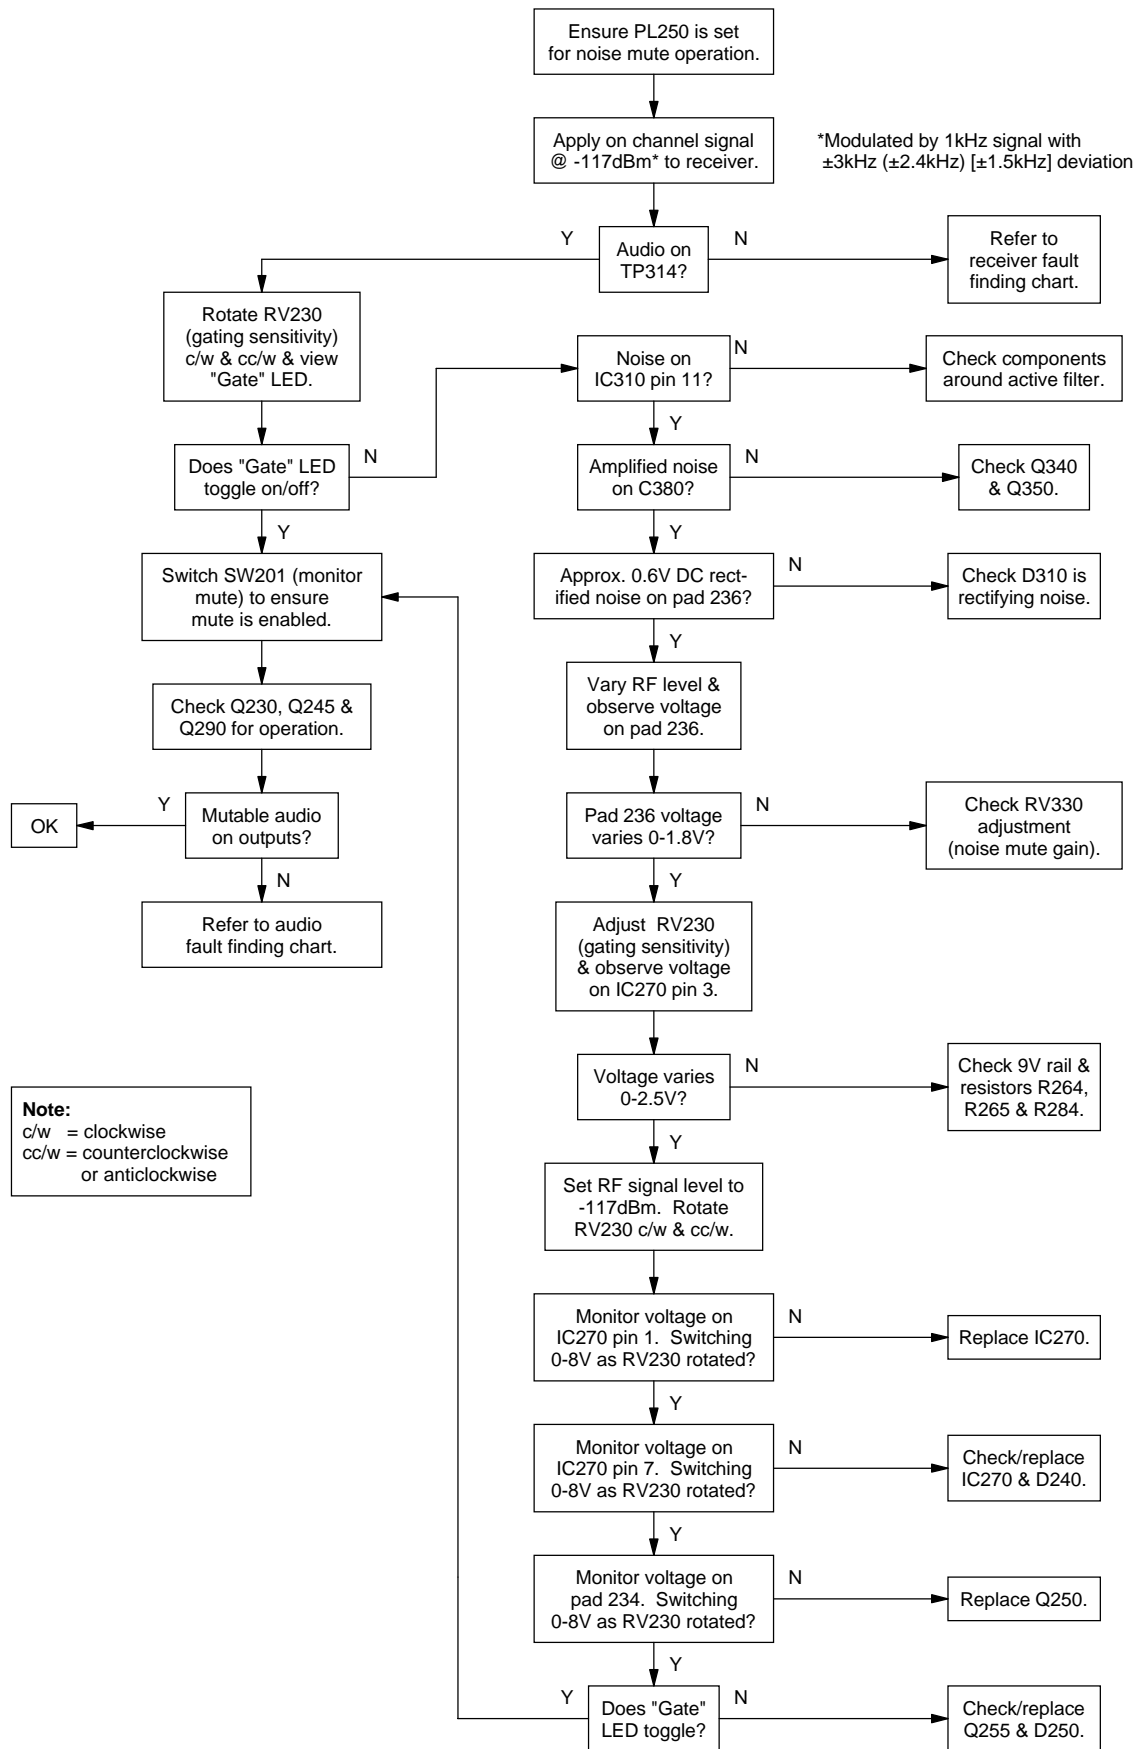 Ensure PL250 is set
for noise mute operation.
Apply on channel signal
@ -117dBm* to receiver.
*Modulated by 1kHz signal with
±3kHz (±2.4kHz) [±1.5kHz] deviation
Y
Audio on
TP314?
N
Refer to
receiver fault
finding chart.
Rotate RV230
(gating sensitivity)
c/w & cc/w & view
"Gate" LED.
Noise on
IC310 pin 11?
N
Check components
around active filter.
Y
Does "Gate" LED
toggle on/off?
N
Amplified noise
on C380?
N
Check Q340
& Q350.
Y
Y
Switch SW201 (monitor
mute) to ensure
mute is enabled.
Approx. 0.6V DC rect-
ified noise on pad 236?
N
Check D310 is
rectifying noise.
Y
Check Q230, Q245 &
Q290 for operation.
Vary RF level &
observe voltage
on pad 236.
OK
Y
Mutable audio
on outputs?
Pad 236 voltage
varies 0-1.8V?
N
Check RV330
adjustment
(noise mute gain).
N
Y
Refer to audio
fault finding chart.
Adjust RV230
(gating sensitivity)
& observe voltage
on IC270 pin 3.
Voltage varies
0-2.5V?
N
Check 9V rail &
resistors R264,
R265 & R284.
Note:
c/w = clockwise
cc/w = counterclockwise
or anticlockwise
Y
Set RF signal level to
-117dBm. Rotate
RV230 c/w & cc/w.
Monitor voltage on
IC270 pin 1. Switching
0-8V as RV230 rotated?
N
Replace IC270.
Y
Monitor voltage on
IC270 pin 7. Switching
0-8V as RV230 rotated?
N
Check/replace
IC270 & D240.
Y
Monitor voltage on
pad 234. Switching
0-8V as RV230 rotated?
N
Replace Q250.
Y
Y
Does "Gate"
LED toggle?
N
Check/replace
Q255 & D250.